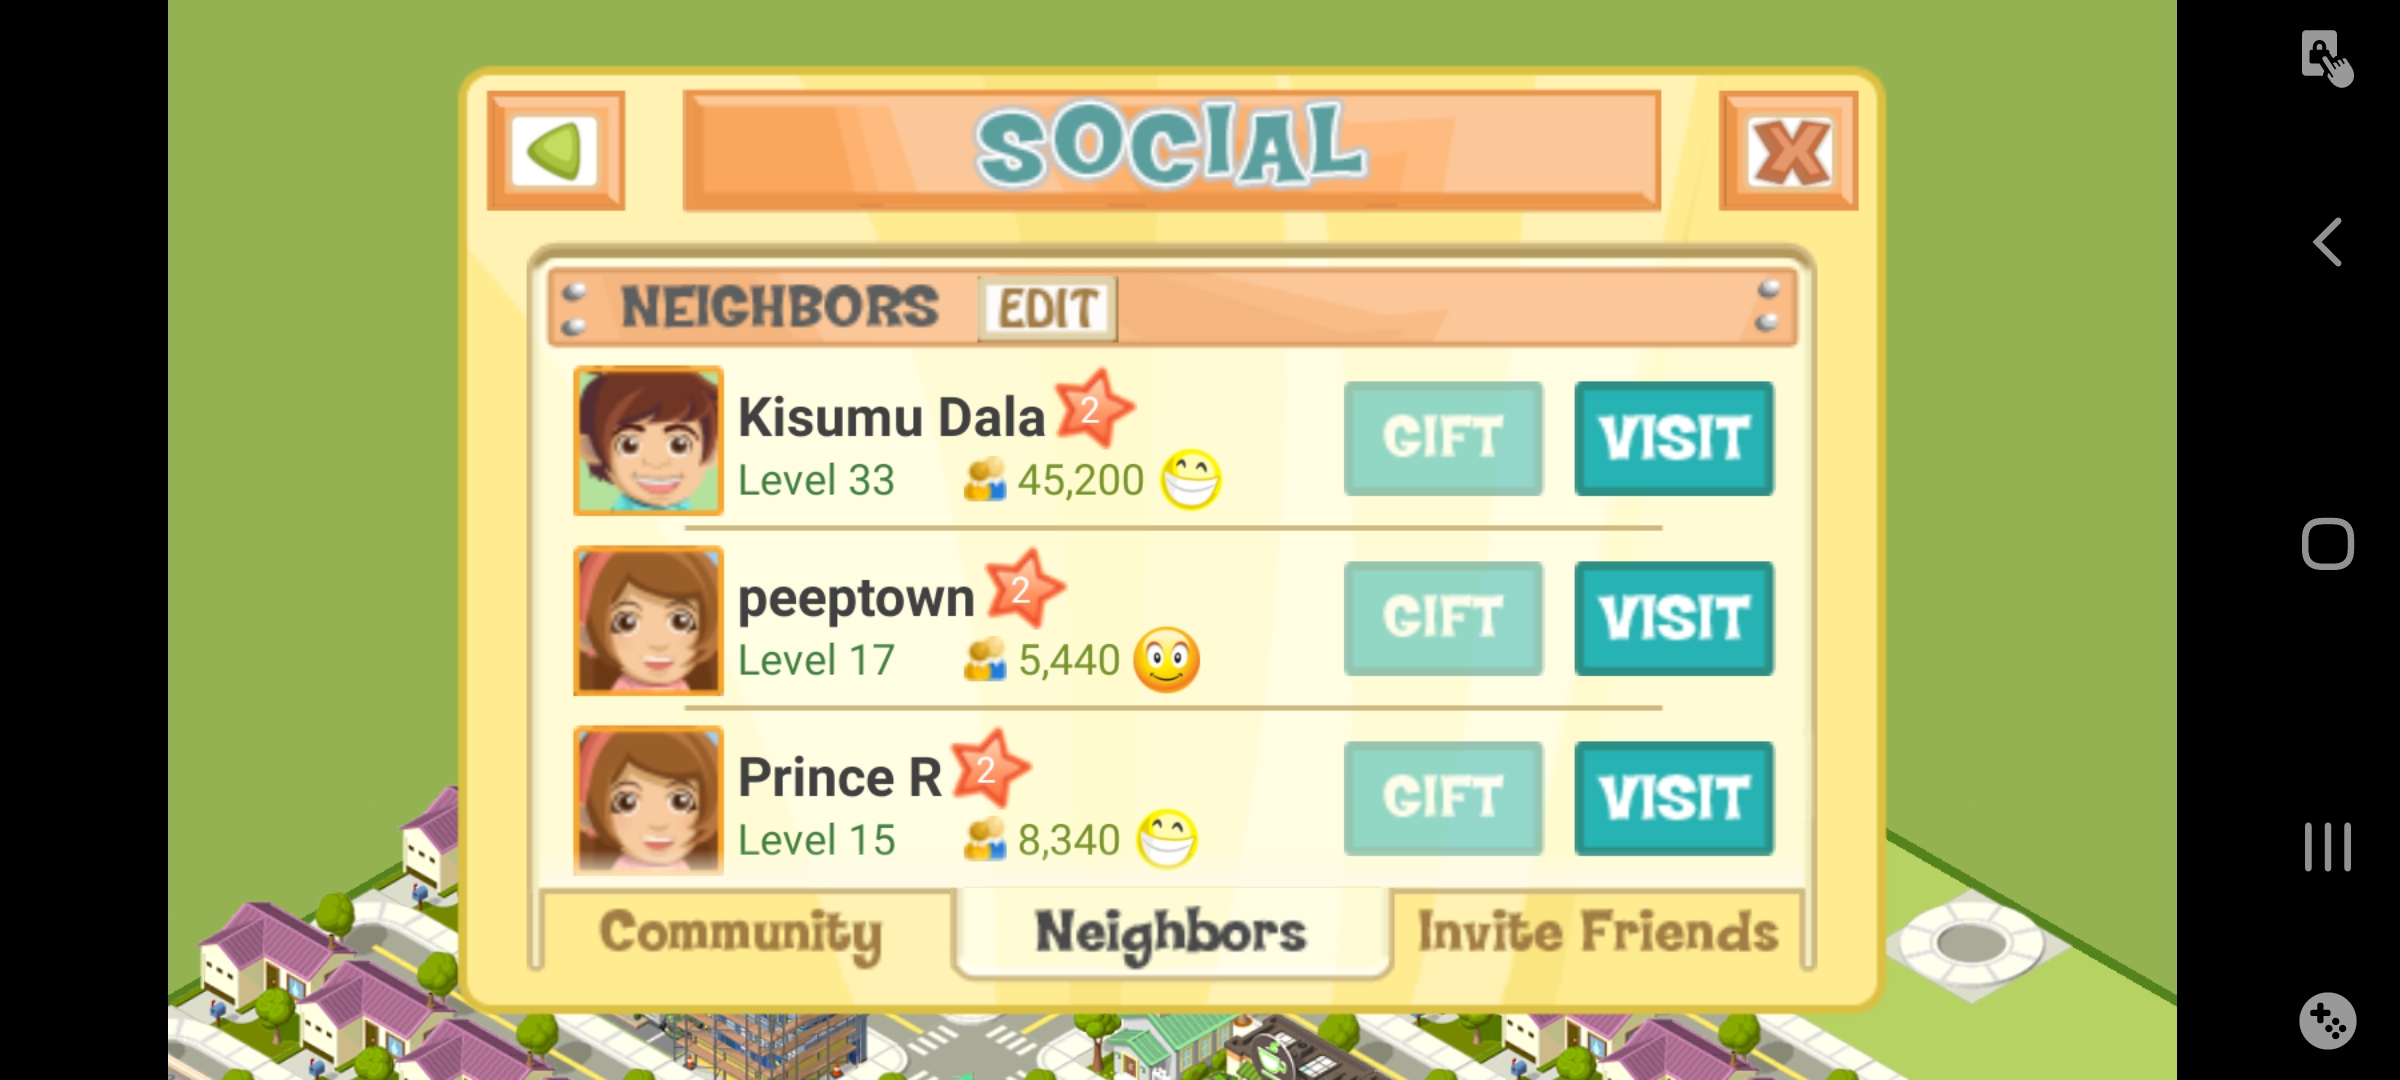 SOCIAL
NEIGHBORS EDIT
Kisumu Dala 2
Level 33 45,200
GIFT VISIT
peeptown 2
Level 17 5,440
GIFT VISIT
Prince R 2
Level 15 8,340
GIFT VISIT
Community Neighbors Invite Friends